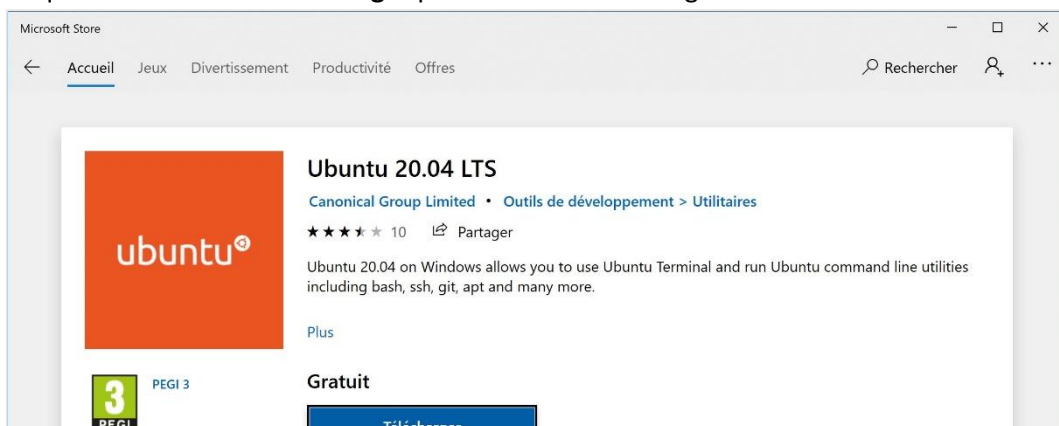 Microsoft Store
Accueil Jeux Divertissement Productivité Offres Rechercher
Ubuntu 20.04 LTS
Canonical Group Limited • Outils de développement > Utilitaires
10 Partager
ubuntu
Ubuntu 20.04 on Windows allows you to use Ubuntu Terminal and run Ubuntu command line utilities
including bash, ssh, git, apt and many more.
Plus
3 PEGI 3
PEGI
Gratuit
Télécharger